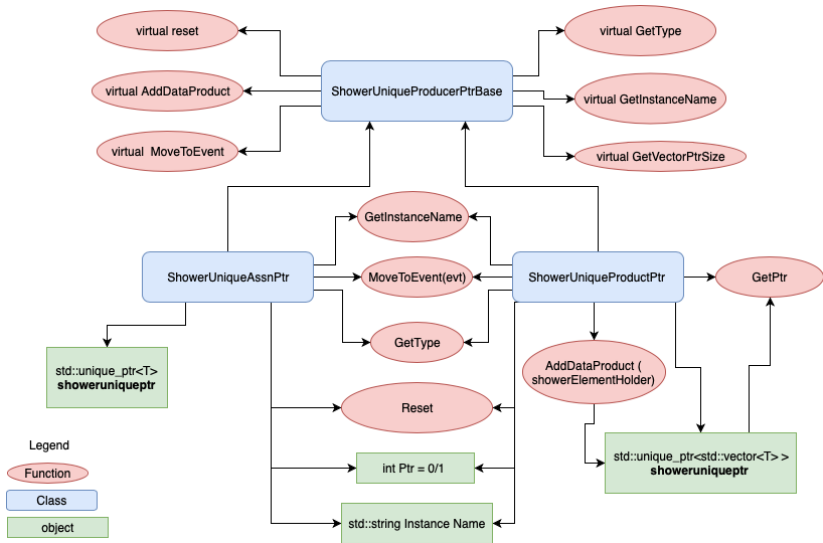 virtual reset
virtual GetType
ShowerUniqueProducerPtrBase
virtual AddDataProduct
virtual GetInstanceName
virtual  MoveToEvent
virtual GetVectorPtrSize
GetInstanceName
ShowerUniqueAssnPtr
MoveToEvent(evt)
ShowerUniqueProductPtr
GetPtr
GetType
std::unique_ptr<T>
showeruniqueptr
AddDataProduct (
showerElementHolder)
Reset
Legend
Function
int Ptr = 0/1
std::unique_ptr<std::vector<T> >
showeruniqueptr
Class
object
std::string Instance Name